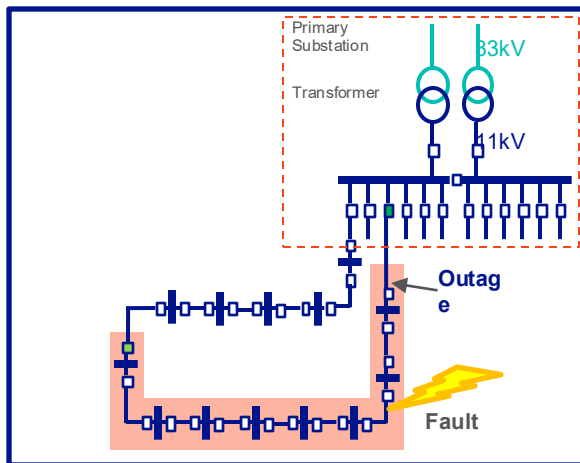 Primary
Substation
33kV
Transformer
11kV
Outag
e
Fault